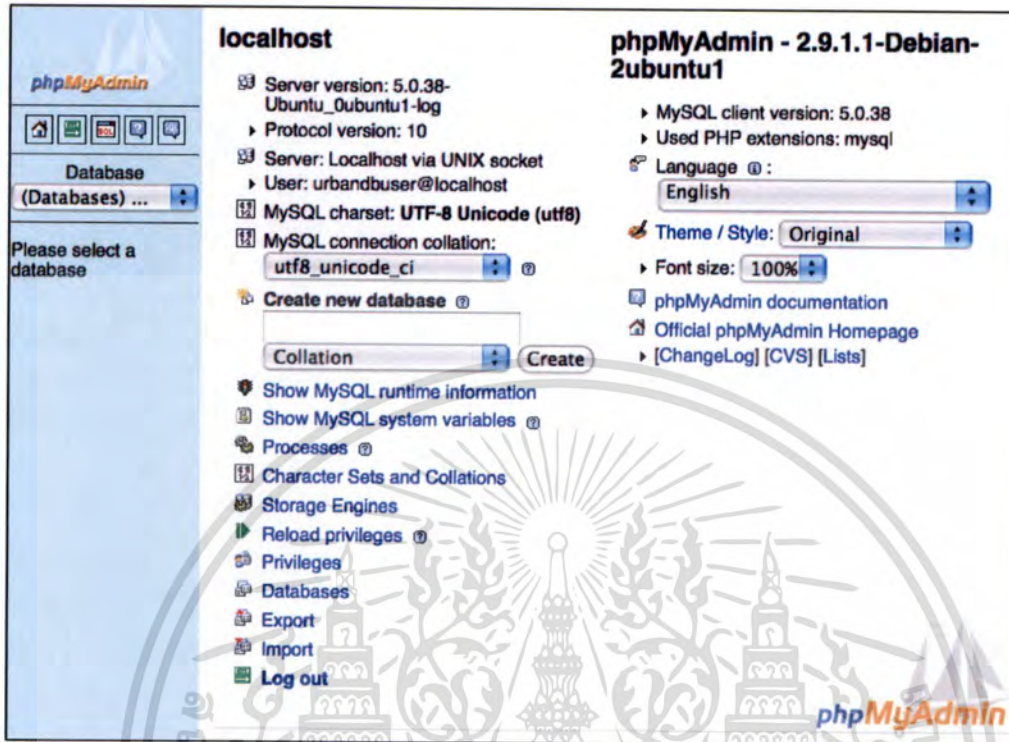 phpMyAdmin
SQL
Database
(Databases) ...
Please select a
database
localhost
Server version: 5.0.38-
Ubuntu_0ubuntu1-log
Protocol version: 10
Server: Localhost via UNIX socket
User: urbandbuser@localhost
MySQL charset: UTF-8 Unicode (utf8)
MySQL connection collation:
utf8_unicode_ci
Create new database
Collation
Create
Show MySQL runtime information
Show MySQL system variables
Processes
Character Sets and Collations
Storage Engines
Reload privileges
Privileges
Databases
Export
Import
Log out
phpMyAdmin - 2.9.1.1-Debian-
2ubuntu1
MySQL client version: 5.0.38
Used PHP extensions: mysql
Language :
English
Theme / Style: Original
Font size: 100%
phpMyAdmin documentation
Official phpMyAdmin Homepage
[ChangeLog] [CVS] [Lists]
phpMyAdmin